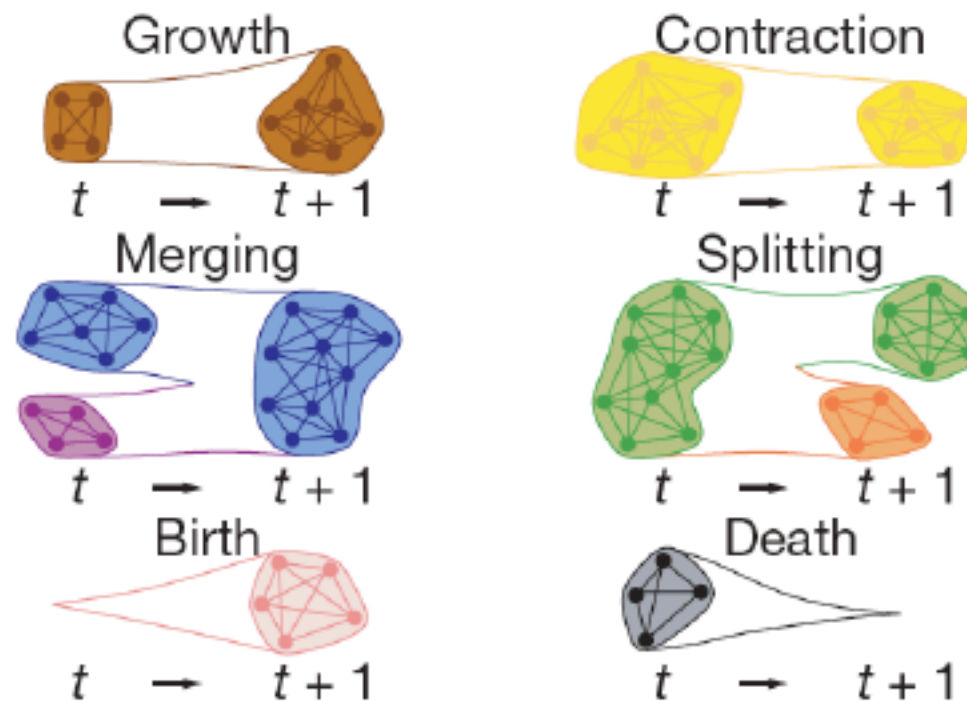 Growth
Contraction
t → t + 1
t → t + 1
Merging
Splitting
t → t + 1
t → t + 1
Birth
Death
t → t + 1
t → t + 1